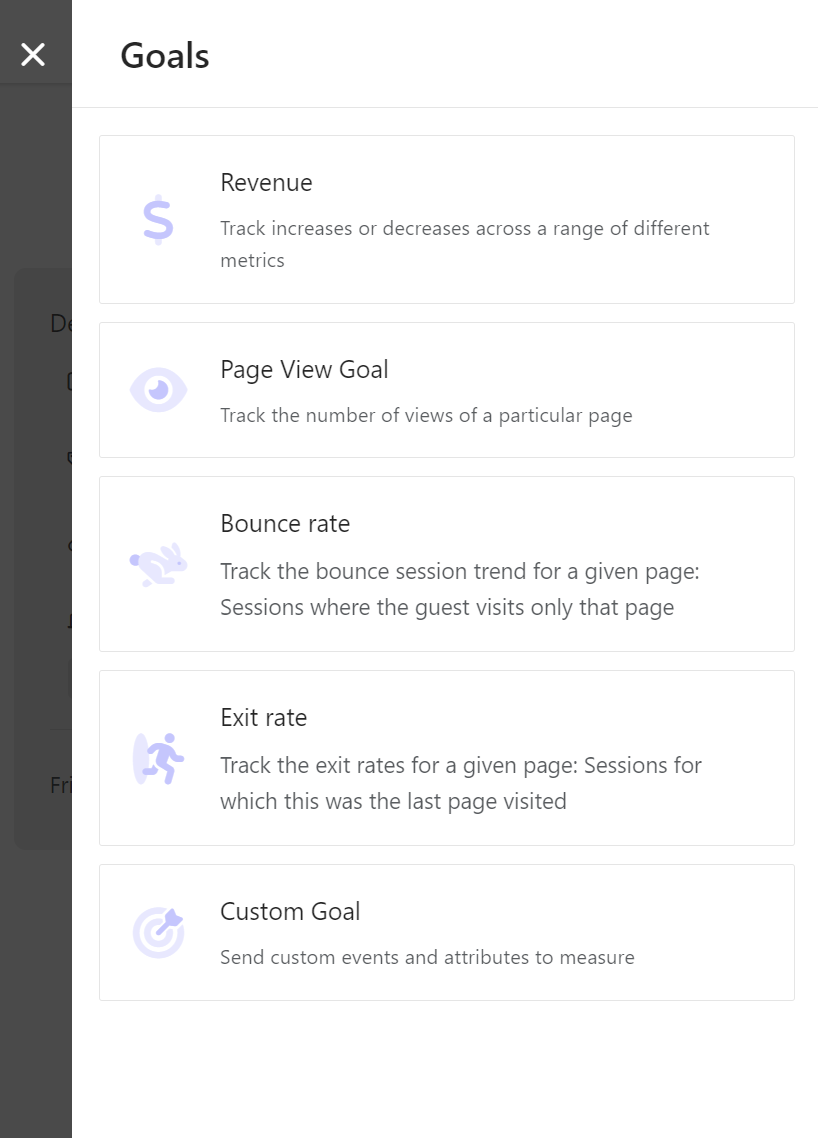 Goals
Revenue
Track increases or decreases across a range of different
metrics
Page View Goal
Track the number of views of a particular page
Bounce rate
Track the bounce session trend for a given page:
Sessions where the guest visits only that page
Exit rate
Track the exit rates for a given page: Sessions for
which this was the last page visited
Custom Goal
Send custom events and attributes to measure